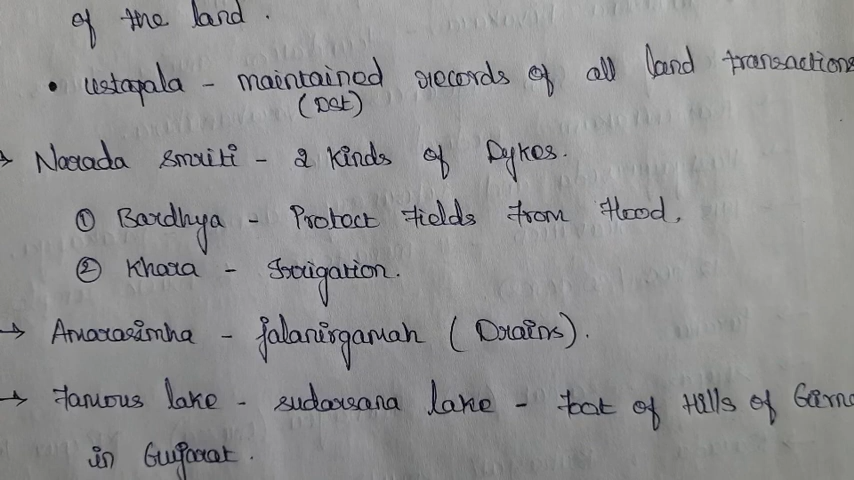 of the land.
• ustapala - maintained records of all land transactions
(Dst)
→ Narada Smriti - 2 kinds of Dykes.
① Bardhya - Protect fields from flood.
② Khara - Irrigation.
→ Amarasimha - jalanirgamah (Drains).
→ Famous lake - sudarsana lake - foot of Hills of Girn
in Gujarat.